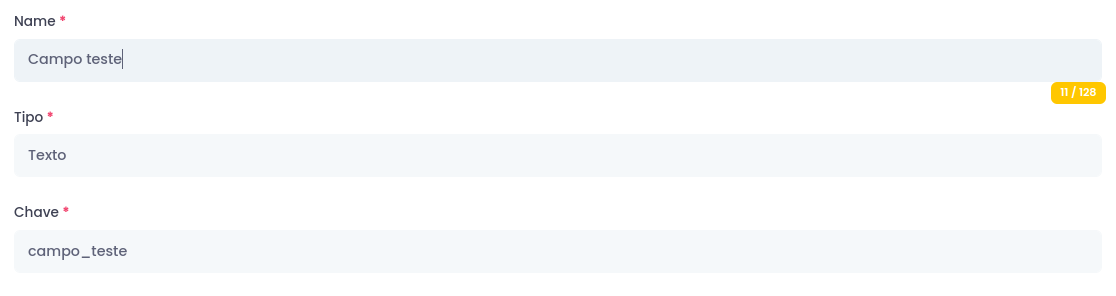 Name *
Campo teste
11 / 128
Tipo *
Texto
Chave *
campo_teste